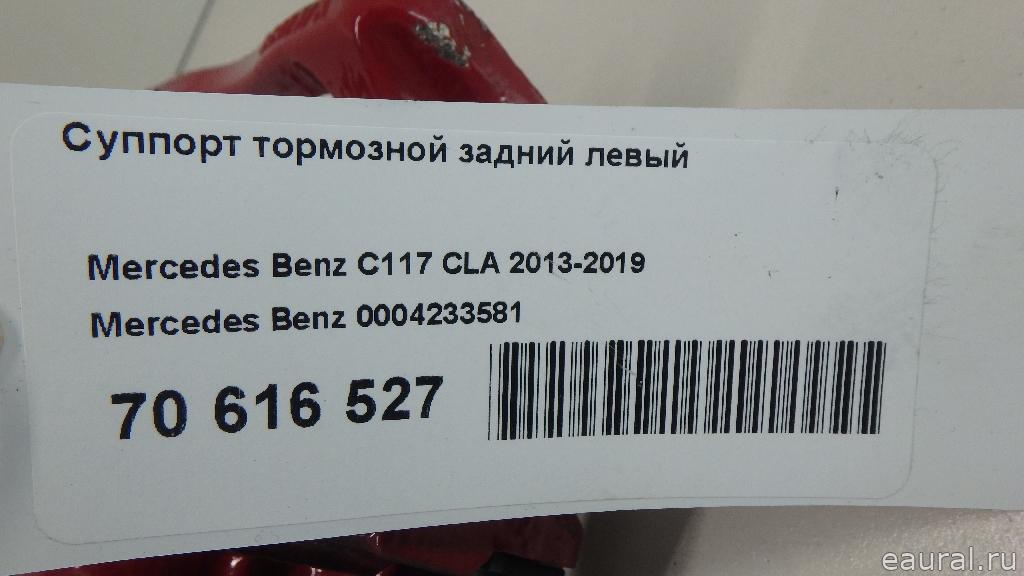 Суппорт тормозной задний левый
Mercedes Benz C117 CLA 2013-2019
Mercedes Benz 0004233581
70 616 527
eaural.ru